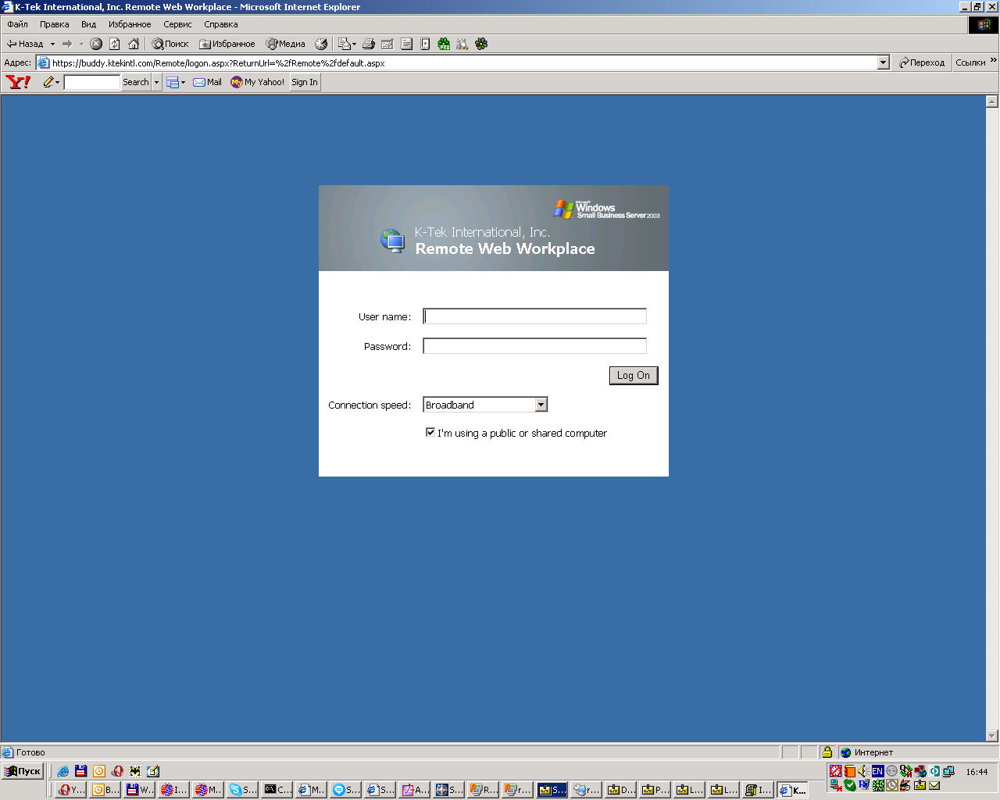 K-Tek International, Inc. Remote Web Workplace - Microsoft Internet Explorer
Файл Правка Вид Избранное Сервис Справка
Назад Поиск Избранное Медиа
Адрес: https://buddy.ktekintl.com/Remote/logon.aspx?ReturnUrl=%2fRemote%2fdefault.aspx Переход Ссылки »
Y! Search Mail My My Yahoo! Sign In
Microsoft
Windows
Small Business Server 2003
K-Tek International, Inc.
Remote Web Workplace
User name:
Password:
Log On
Connection speed: Broadband
I'm using a public or shared computer
Готово Интернет
Пуск EN 16:44
Y... B... W... I... M... S... C... M... S... S... A... S... R... r... S... r... D... P... L... L... I... K...